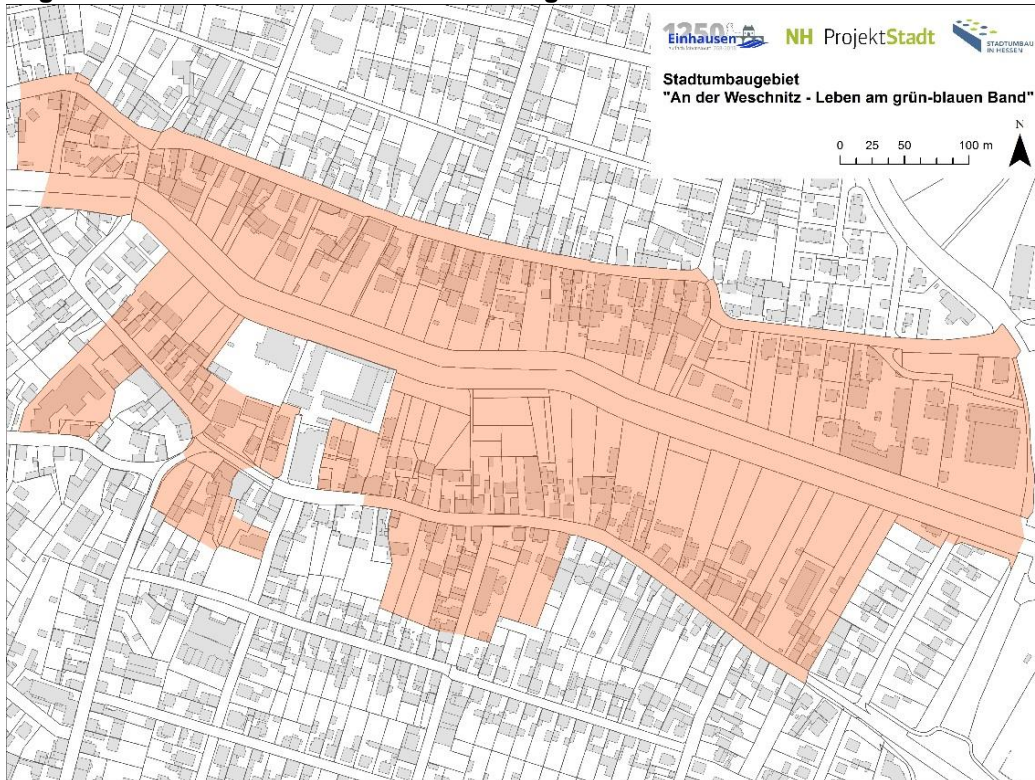 1250
Einhausen
NH ProjektStadt
STADTUMBAU
IN HESSEN
Stadtumbaugebiet
"An der Weschnitz - Leben am grün-blauen Band"
N
0 25 50 100 m